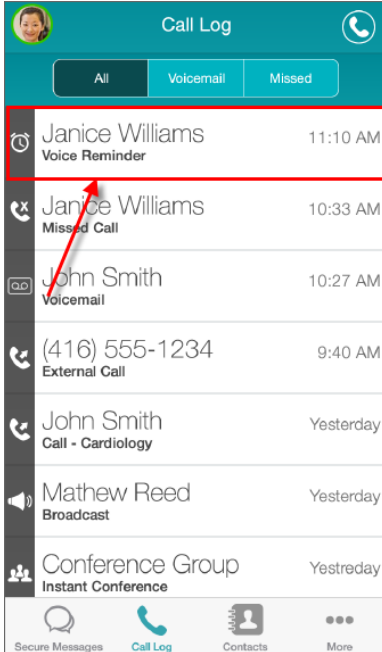 Call Log
All Voicemail Missed
Janice Williams 11:10 AM
Voice Reminder
Janice Williams 10:33 AM
Missed Call
John Smith 10:27 AM
Voicemail
(416) 555-1234 9:40 AM
External Call
John Smith Yesterday
Call - Cardiology
Mathew Reed Yesterday
Broadcast
Conference Group Yestreday
Instant Conference
Secure Messages Call Log Contacts More